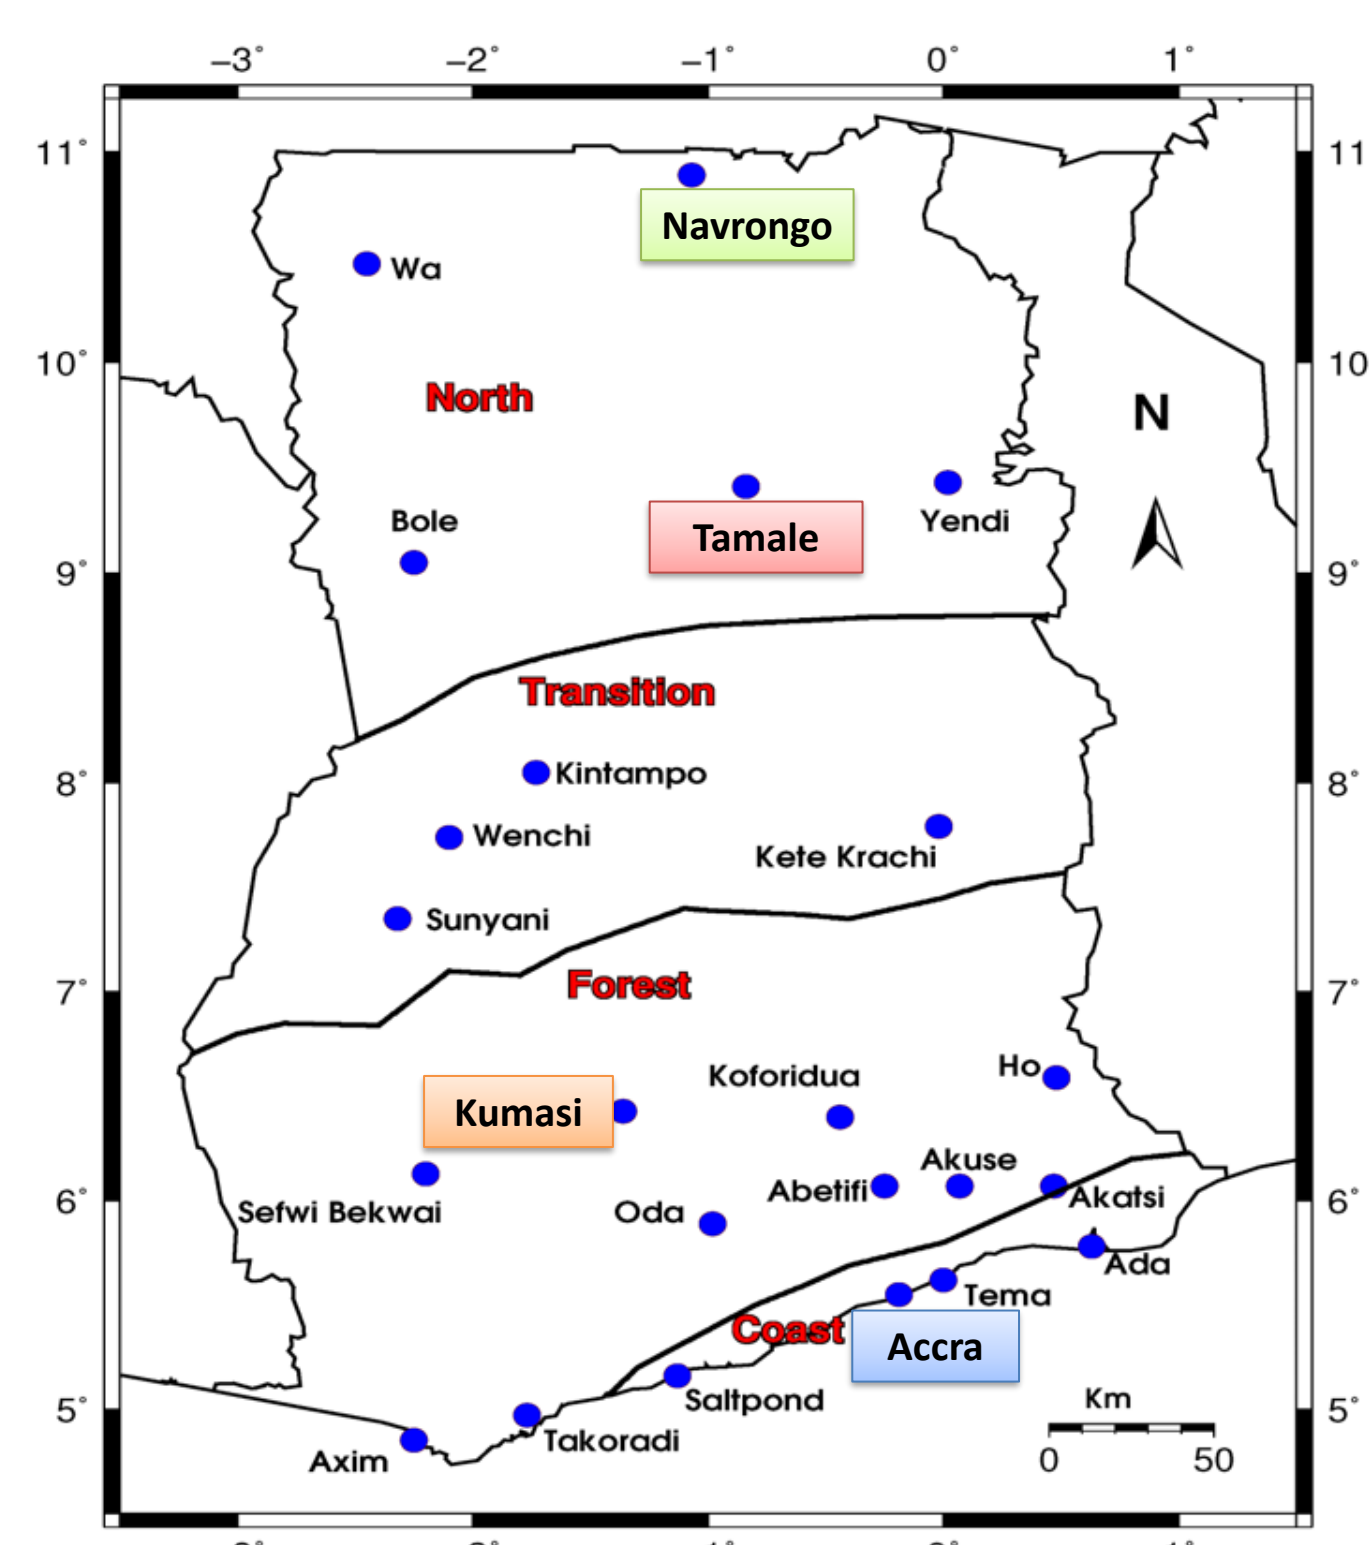 −3° −2° −1° 0° 1°
11° 11
Navrongo
Wa
10° 10
North
N
Bole
Yendi
Tamale
9° 9°
Transition
Kintampo
8° 8°
Wenchi
Kete Krachi
Sunyani
Forest
7° 7°
Ho
Koforidua
Kumasi
Akuse
Abetifi
Akatsi
6° 6°
Sefwi Bekwai
Oda
Ada
Tema
Coast
Accra
Saltpond
Km
5° 5°
Takoradi
Axim
0 50